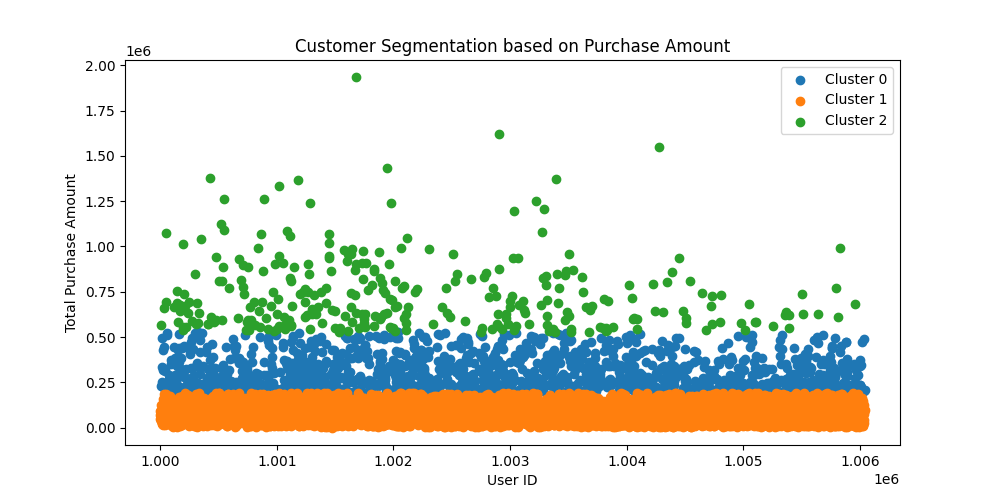 Customer Segmentation based on Purchase Amount
1e6
2.00
1.75
1.50
1.25
1.00
0.75
0.50
0.25
0.00
Total Purchase Amount
Cluster 0
Cluster 1
Cluster 2
1.000 1.001 1.002 1.003 1.004 1.005 1.006
1e6
User ID